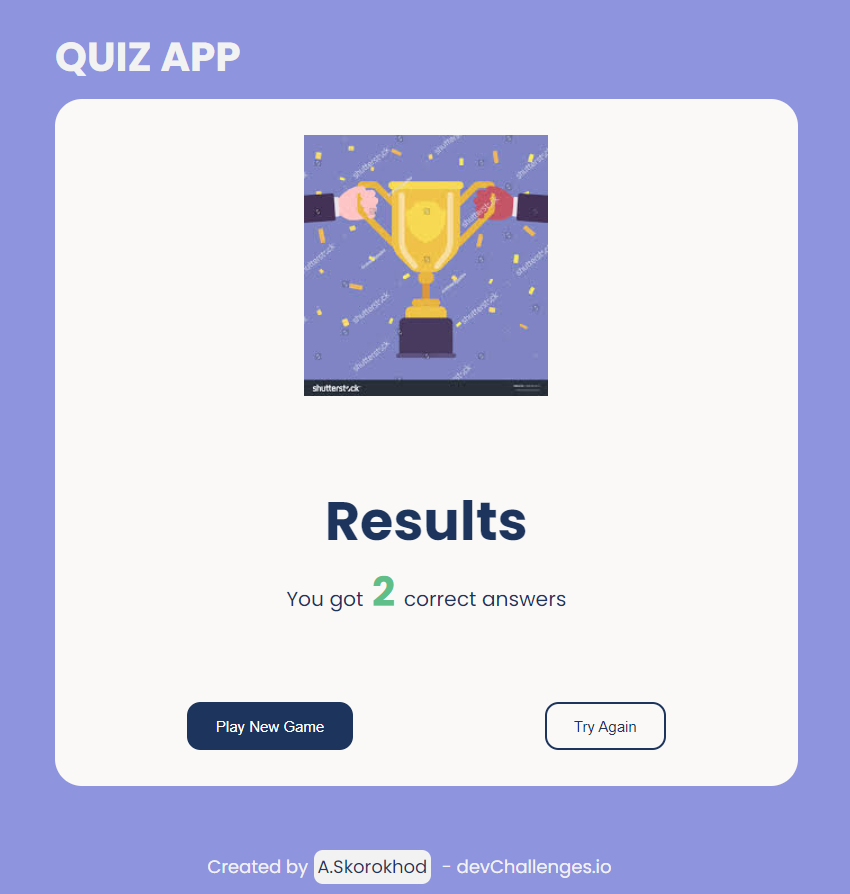 QUIZ APP
shutterstock
Results
You got 2 correct answers
Play New Game
Try Again
Created by A.Skorokhod - devChallenges.io